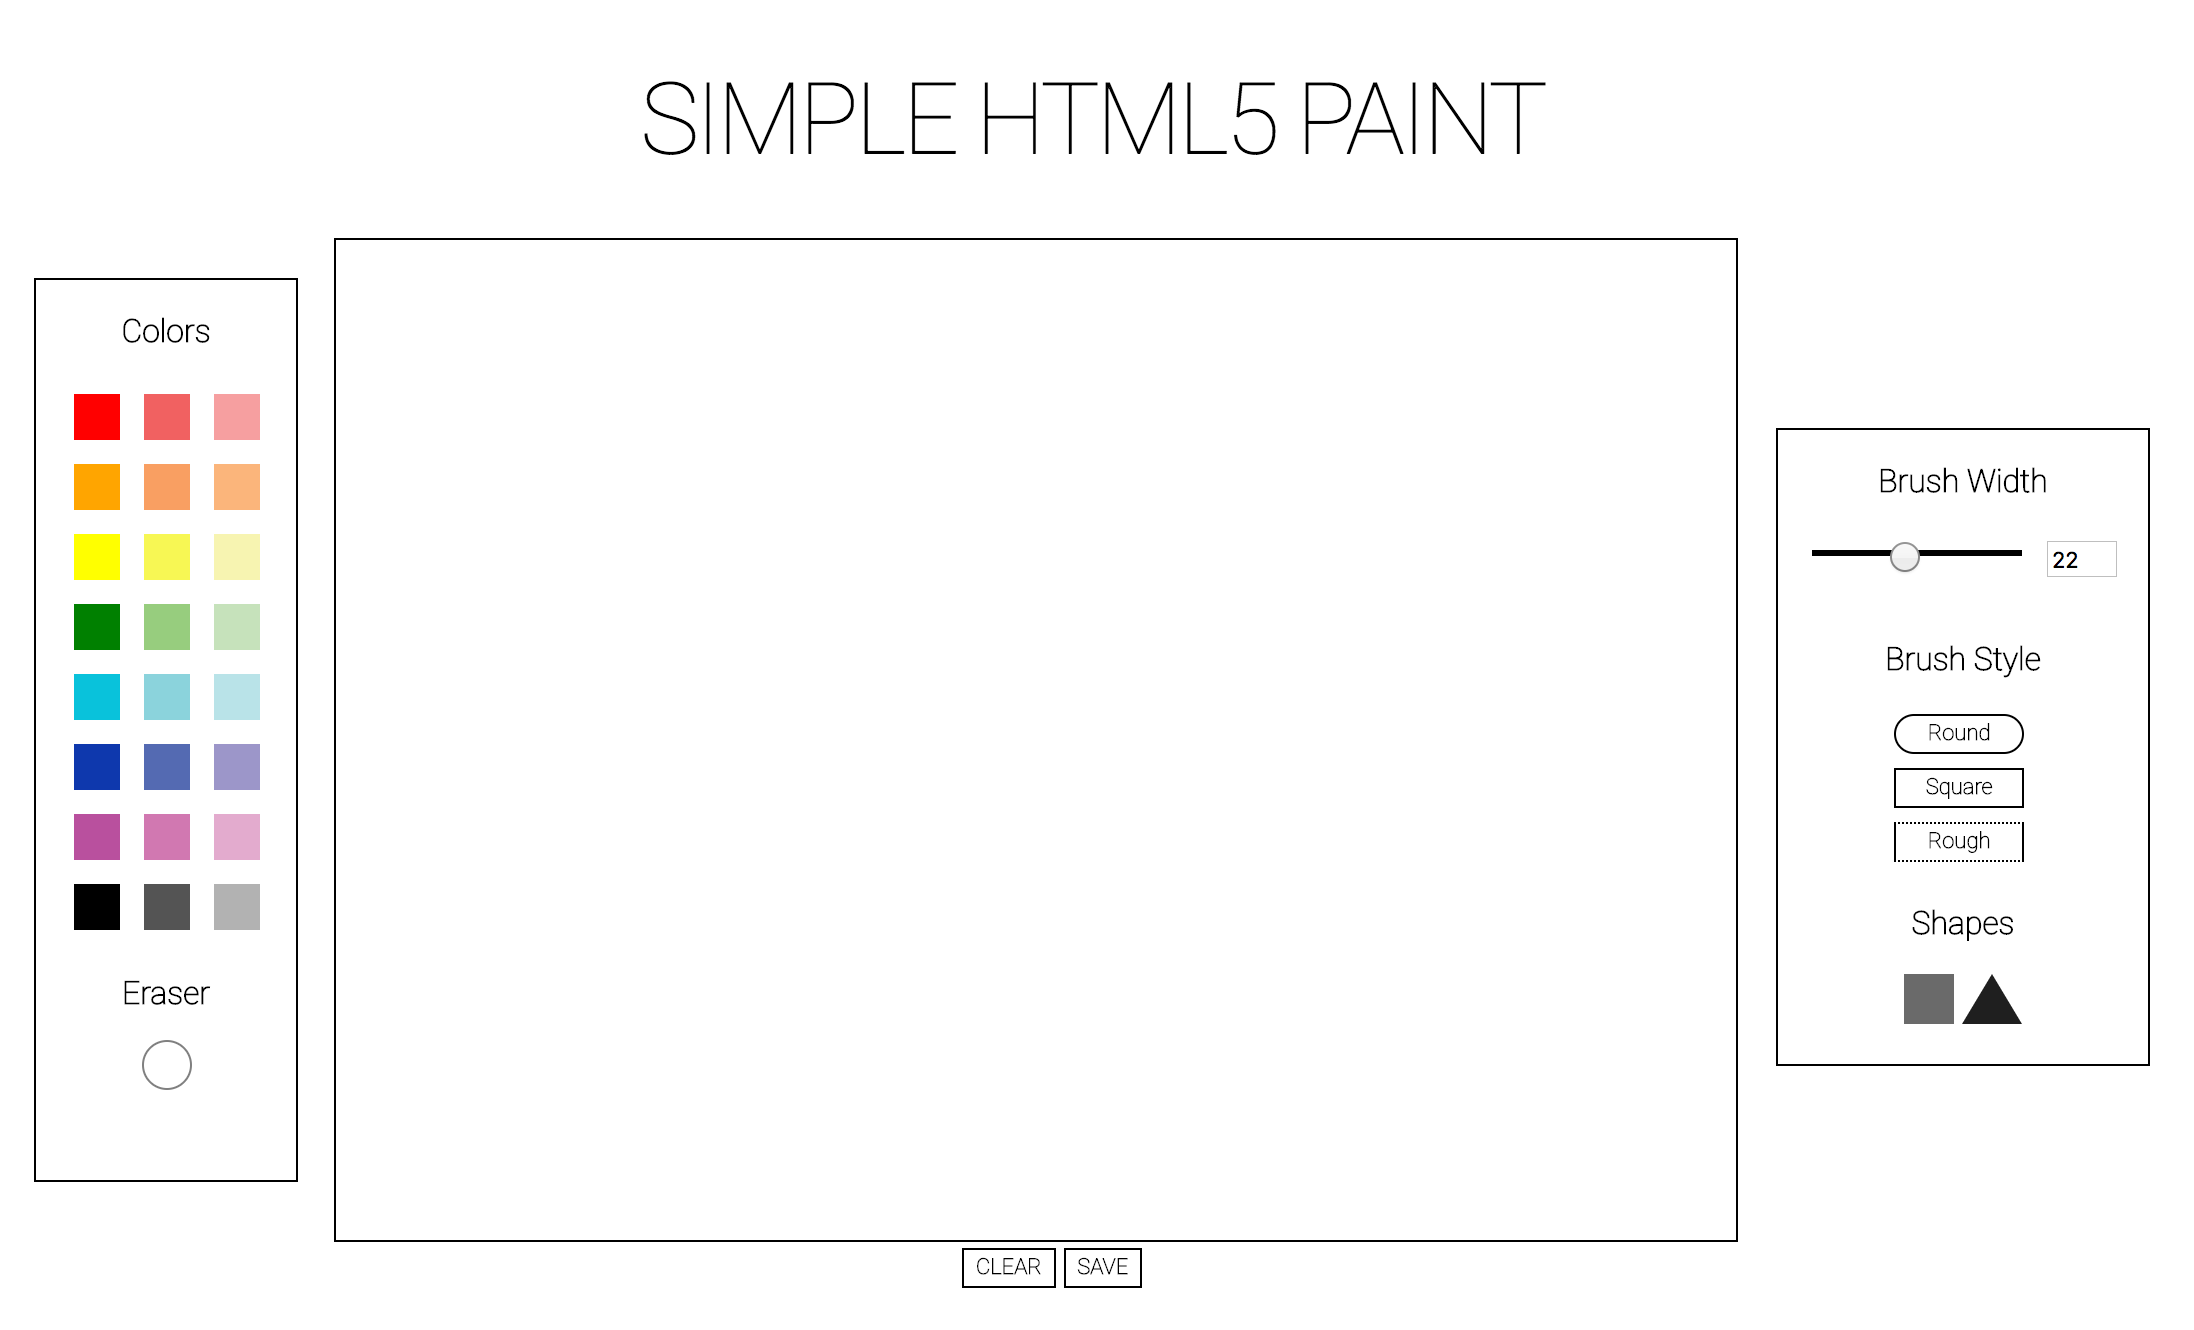 SIMPLE HTML5 PAINT
Colors
Eraser
Brush Width
22
Brush Style
Round
Square
Rough
Shapes
CLEAR
SAVE